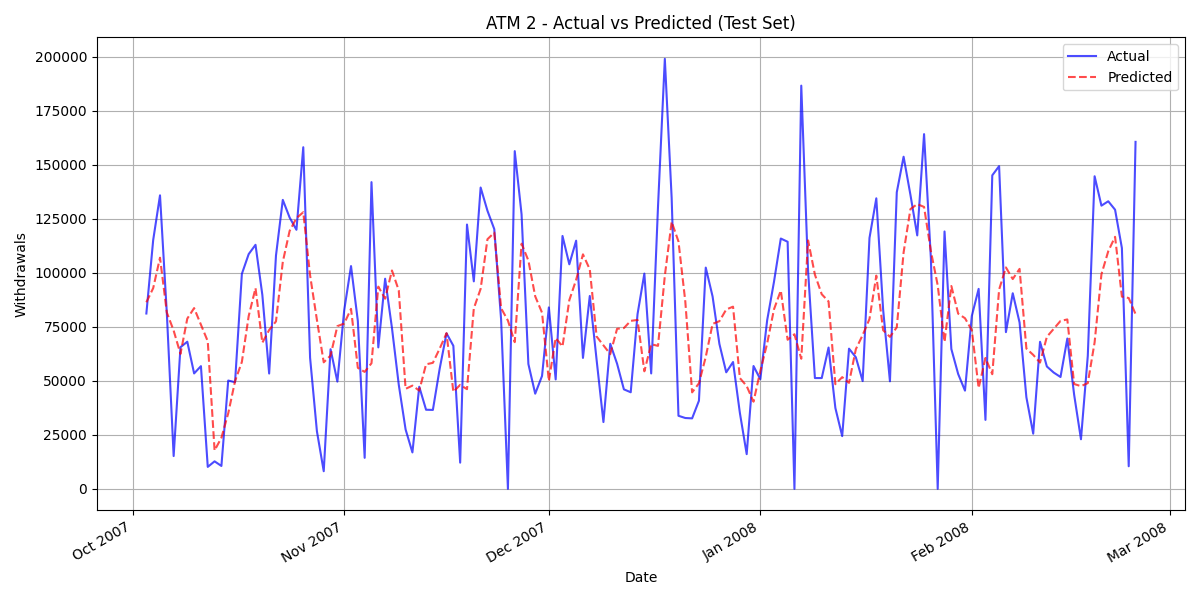 ATM 2 - Actual vs Predicted (Test Set)
Actual
Predicted
200000
175000
150000
125000
100000
75000
50000
25000
0
Withdrawals
Oct 2007
Nov 2007
Dec 2007
Jan 2008
Feb 2008
Mar 2008
Date